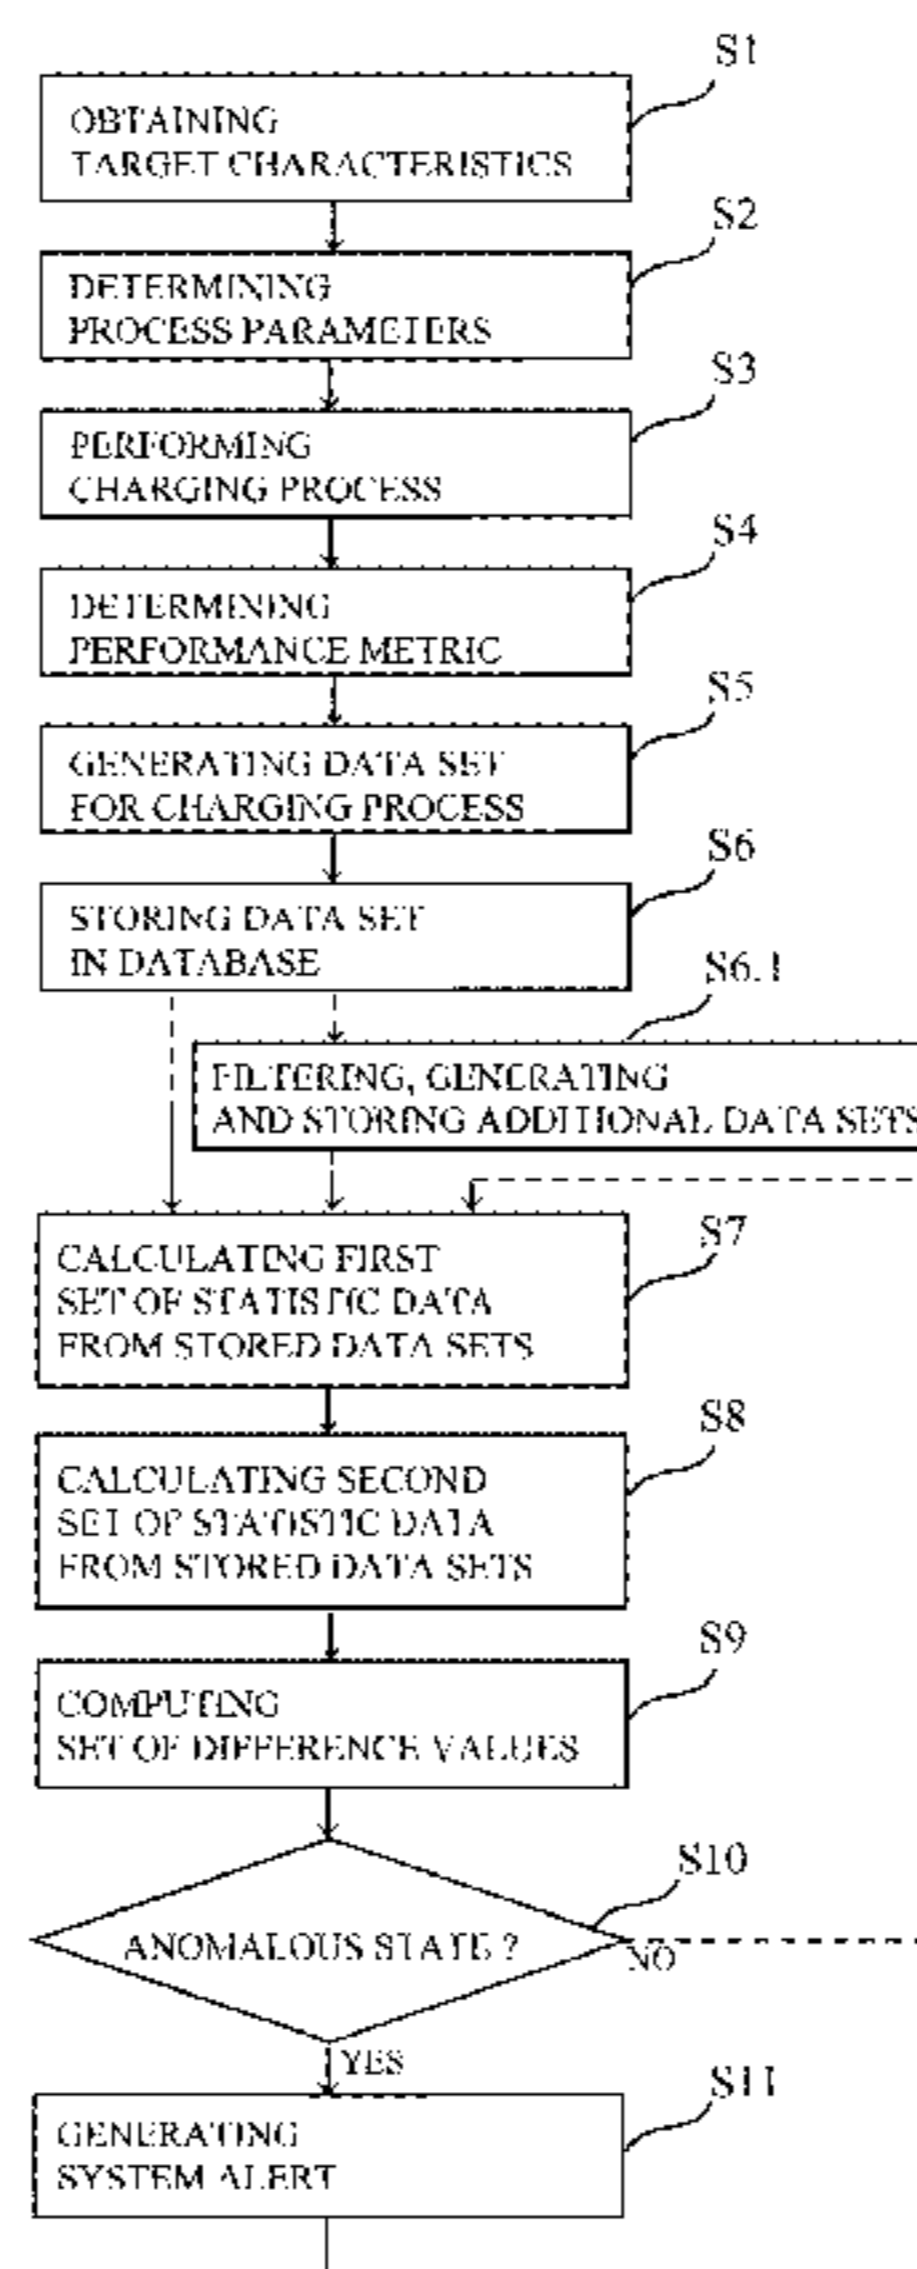 S1
OBTAINING
TARGET CHARACTERISTICS
S2
DETERMINING
PROCESS PARAMETERS
S3
PERFORMING
CHARGING PROCESS
S4
DETERMINING
PERFORMANCE METRIC
S5
GENERATING DATA SET
FOR CHARGING PROCESS
S6
STORING DATA SET
IN DATABASE
S6.1
FILTERING, GENERATING
AND STORING ADDITIONAL DATA SETS
S7
CALCULATING FIRST
SET OF STATISTIC DATA
FROM STORED DATA SETS
S8
CALCULATING SECOND
SET OF STATISTIC DATA
FROM STORED DATA SETS
S9
COMPUTING
SET OF DIFFERENCE VALUES
S10
ANOMALOUS STATE ?
NO
YES
S11
GENERATING
SYSTEM ALERT